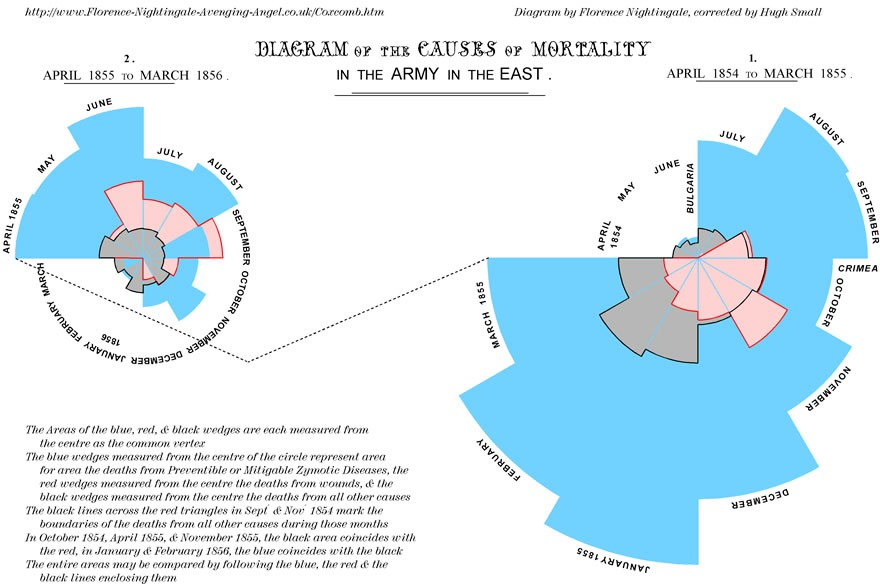 http://www.Florence-Nightingale-Avenging-Angel.co.uk/Coxcomb.htm
Diagram by Florence Nightingale, corrected by Hugh Small
DIAGRAM OF THE CAUSES OF MORTALITY
IN THE ARMY IN THE EAST.
2.
APRIL 1855 TO MARCH 1856.
1.
APRIL 1854 TO MARCH 1855.
APRIL 1855
MAY
JUNE
JULY
AUGUST
SEPTEMBER
OCTOBER
NOVEMBER
DECEMBER
JANUARY
1856
FEBRUARY
MARCH
APRIL
1854
MAY
JUNE
BULGARIA
JULY
AUGUST
SEPTEMBER
CRIMEA
OCTOBER
NOVEMBER
DECEMBER
JANUARY 1855
FEBRUARY
MARCH 1855
The Areas of the blue, red, & black wedges are each measured from
the centre as the common vertex
The blue wedges measured from the centre of the circle represent area
for area the deaths from Preventible or Mitigable Zymotic Diseases, the
red wedges measured from the centre the deaths from wounds, & the
black wedges measured from the centre the deaths from all other causes
The black lines across the red triangles in Sept' & Nov' 1854 mark the
boundaries of the deaths from all other causes during those months
In October 1854, April 1855, & November 1855, the black area coincides with
the red, in January & February 1856, the blue coincides with the black
The entire areas may be compared by following the blue, the red & the
black lines enclosing them